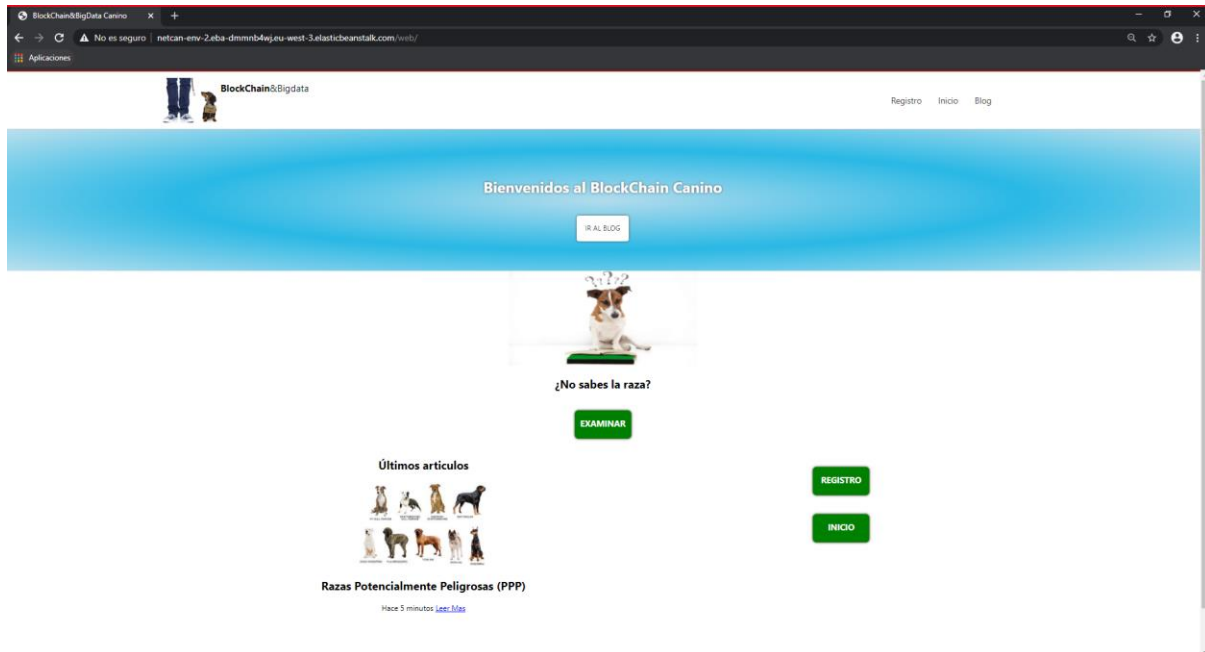 BlockChain&BigData Canino
No es seguro | netcan-env-2.eba-dmmnb4wj.eu-west-3.elasticbeanstalk.com/web/
Aplicaciones
BlockChain&Bigdata
Registro Inicio Blog
Bienvenidos al BlockChain Canino
IR AL BLOG
¿No sabes la raza?
EXAMINAR
Últimos articulos
REGISTRO
INICIO
Razas Potencialmente Peligrosas (PPP)
Hace 5 minutos Leer Mas